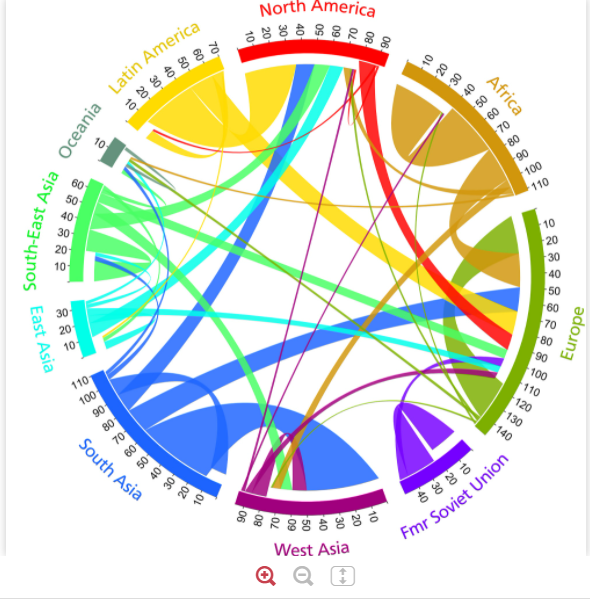 North America
10 20 30 40 50 60 70 80 90
Africa
10 20 30 40 50 60 70 80 90 100 110
Europe
10 20 30 40 50 60 70 80 90 100 110 120 130 140
Fmr Soviet Union
10 20 30 40
West Asia
10 20 30 40 50 60 70 80 90
South Asia
10 20 30 40 50 60 70 80 90 100 110
East Asia
10 20 30
South-East Asia
10 20 30 40 50 60
Oceania
10
Latin America
10 20 30 40 50 60 70